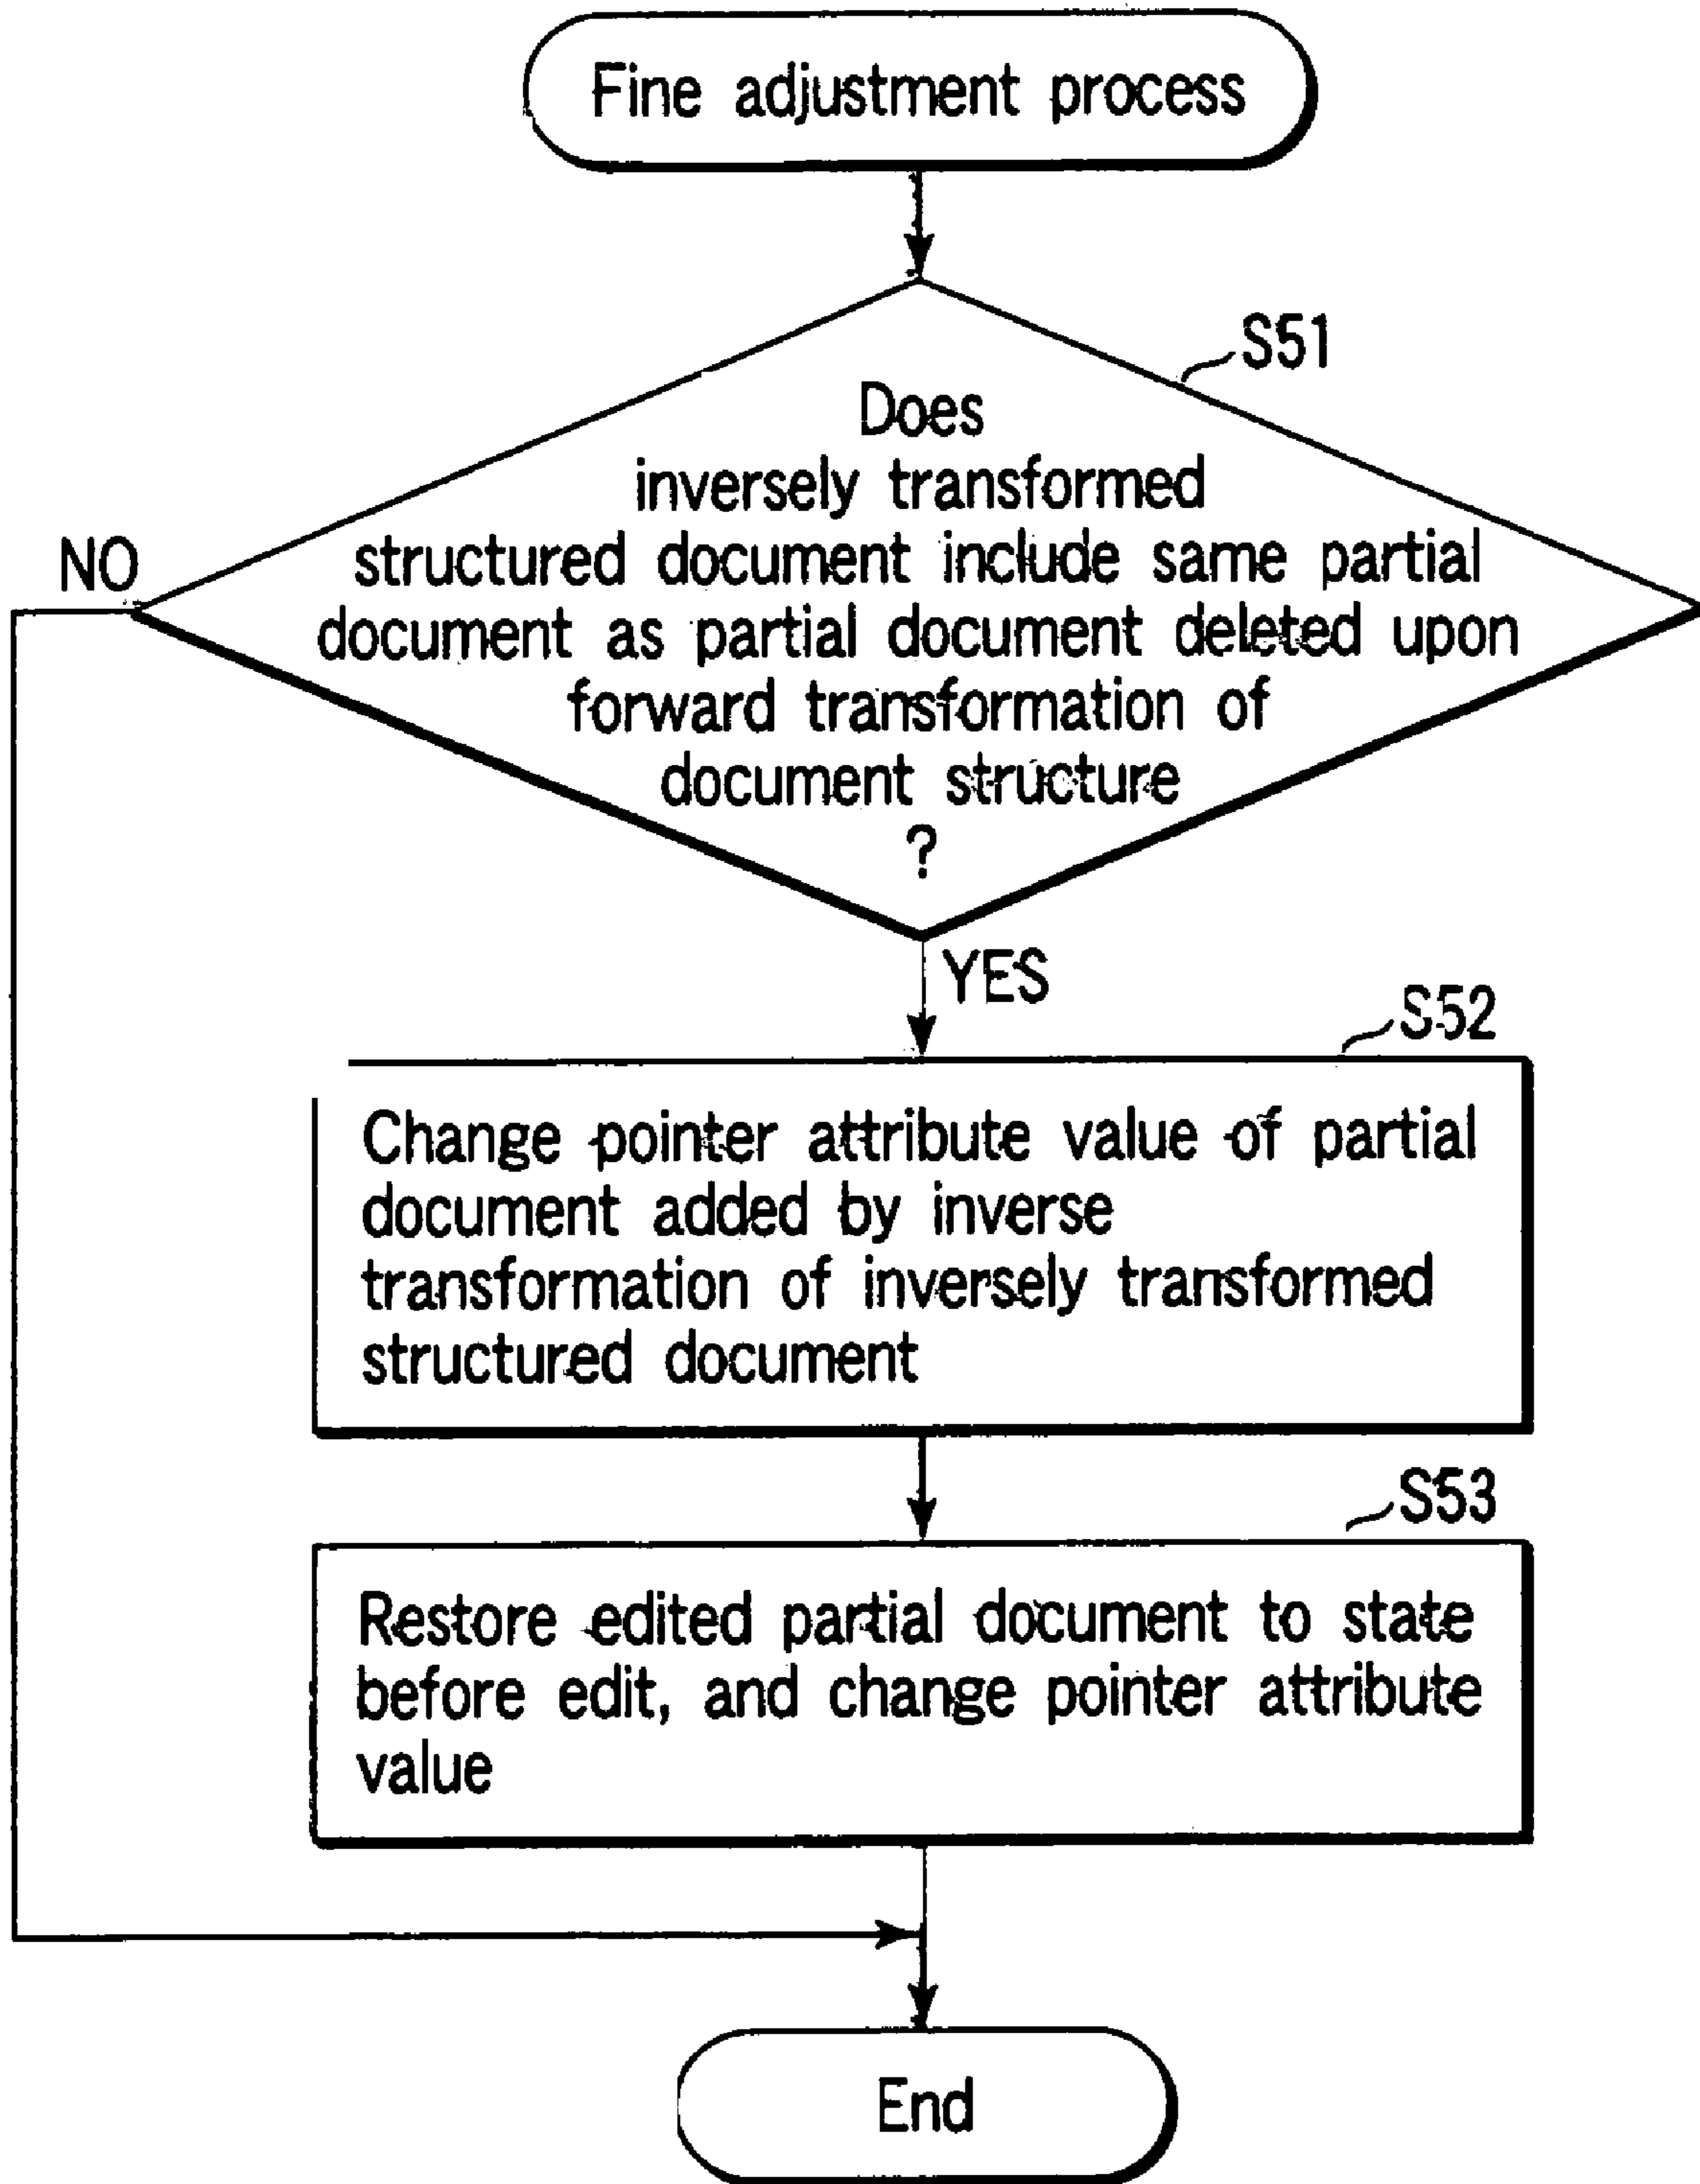 Fine adjustment process
S51
Does
inversely transformed
structured document include same partial
document as partial document deleted upon
forward transformation of
document structure
?
NO
YES
S52
Change pointer attribute value of partial
document added by inverse
transformation of inversely transformed
structured document
S53
Restore edited partial document to state
before edit, and change pointer attribute
value
End